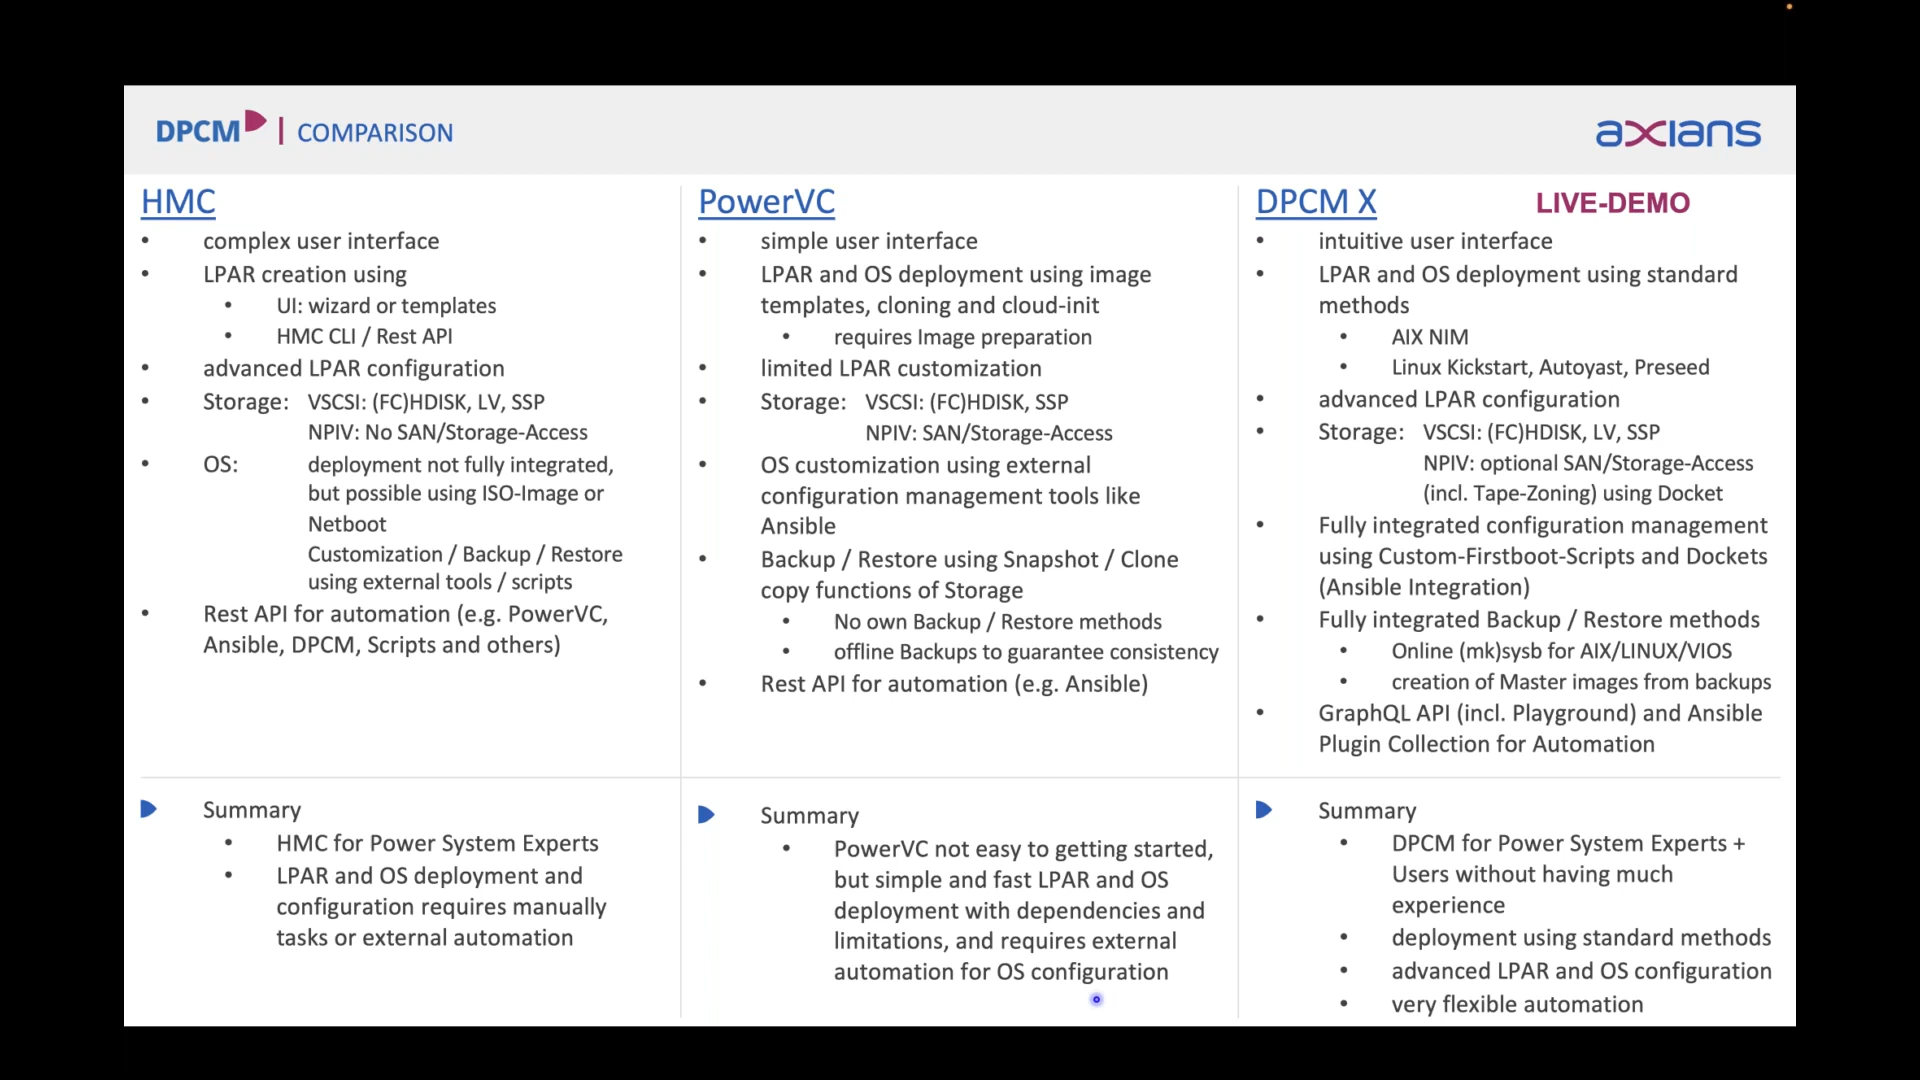 DPCM | COMPARISON
axians
HMC
• complex user interface
• LPAR creation using
• UI: wizard or templates
• HMC CLI / Rest API
• advanced LPAR configuration
• Storage: VSCSI: (FC)HDISK, LV, SSP
NPIV: No SAN/Storage-Access
• OS: deployment not fully integrated,
but possible using ISO-Image or
Netboot
Customization / Backup / Restore
using external tools / scripts
• Rest API for automation (e.g. PowerVC,
Ansible, DPCM, Scripts and others)
Summary
• HMC for Power System Experts
• LPAR and OS deployment and
configuration requires manually
tasks or external automation
PowerVC
• simple user interface
• LPAR and OS deployment using image
templates, cloning and cloud-init
• requires Image preparation
• limited LPAR customization
• Storage: VSCSI: (FC)HDISK, SSP
NPIV: SAN/Storage-Access
• OS customization using external
configuration management tools like
Ansible
• Backup / Restore using Snapshot / Clone
copy functions of Storage
• No own Backup / Restore methods
• offline Backups to guarantee consistency
• Rest API for automation (e.g. Ansible)
Summary
• PowerVC not easy to getting started,
but simple and fast LPAR and OS
deployment with dependencies and
limitations, and requires external
automation for OS configuration
DPCM X LIVE-DEMO
• intuitive user interface
• LPAR and OS deployment using standard
methods
• AIX NIM
• Linux Kickstart, Autoyast, Preseed
• advanced LPAR configuration
• Storage: VSCSI: (FC)HDISK, LV, SSP
NPIV: optional SAN/Storage-Access
(incl. Tape-Zoning) using Docket
• Fully integrated configuration management
using Custom-Firstboot-Scripts and Dockets
(Ansible Integration)
• Fully integrated Backup / Restore methods
• Online (mk)sysb for AIX/LINUX/VIOS
• creation of Master images from backups
• GraphQL API (incl. Playground) and Ansible
Plugin Collection for Automation
Summary
• DPCM for Power System Experts +
Users without having much
experience
• deployment using standard methods
• advanced LPAR and OS configuration
• very flexible automation